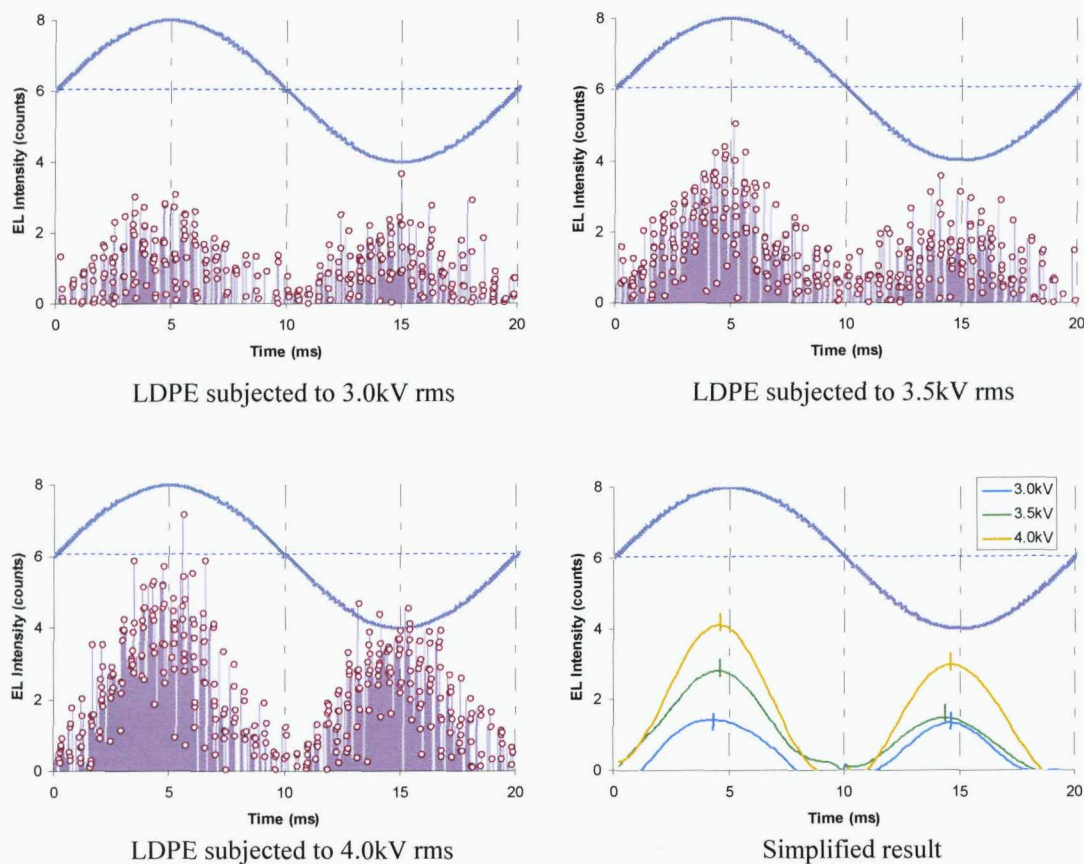 EL Intensity (counts)
8
6
4
2
0
0 5 10 15 20
Time (ms)
LDPE subjected to 3.0kV rms
EL Intensity (counts)
8
6
4
2
0
0 5 10 15 20
Time (ms)
LDPE subjected to 3.5kV rms
EL Intensity (counts)
8
6
4
2
0
0 5 10 15 20
Time (ms)
LDPE subjected to 4.0kV rms
EL Intensity (counts)
8
6
4
2
0
3.0kV
3.5kV
4.0kV
0 5 10 15 20
Time (ms)
Simplified result